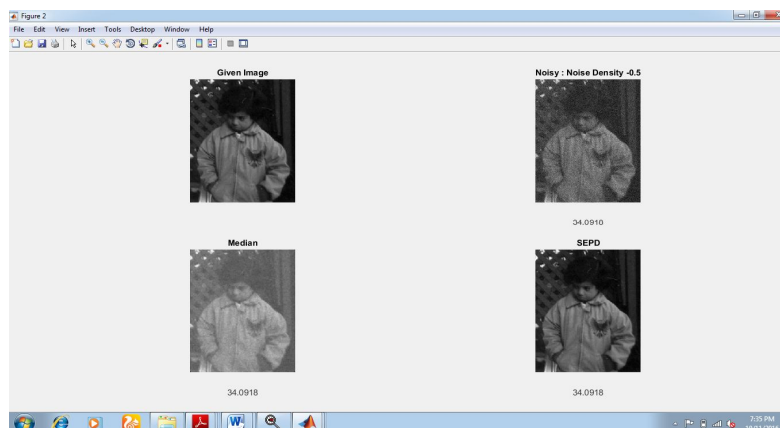 Figure 2
File Edit View Insert Tools Desktop Window Help
Given Image
Noisy : Noise Density -0.5
34.0918
Median
SEPD
34.0918
34.0918
7:35 PM